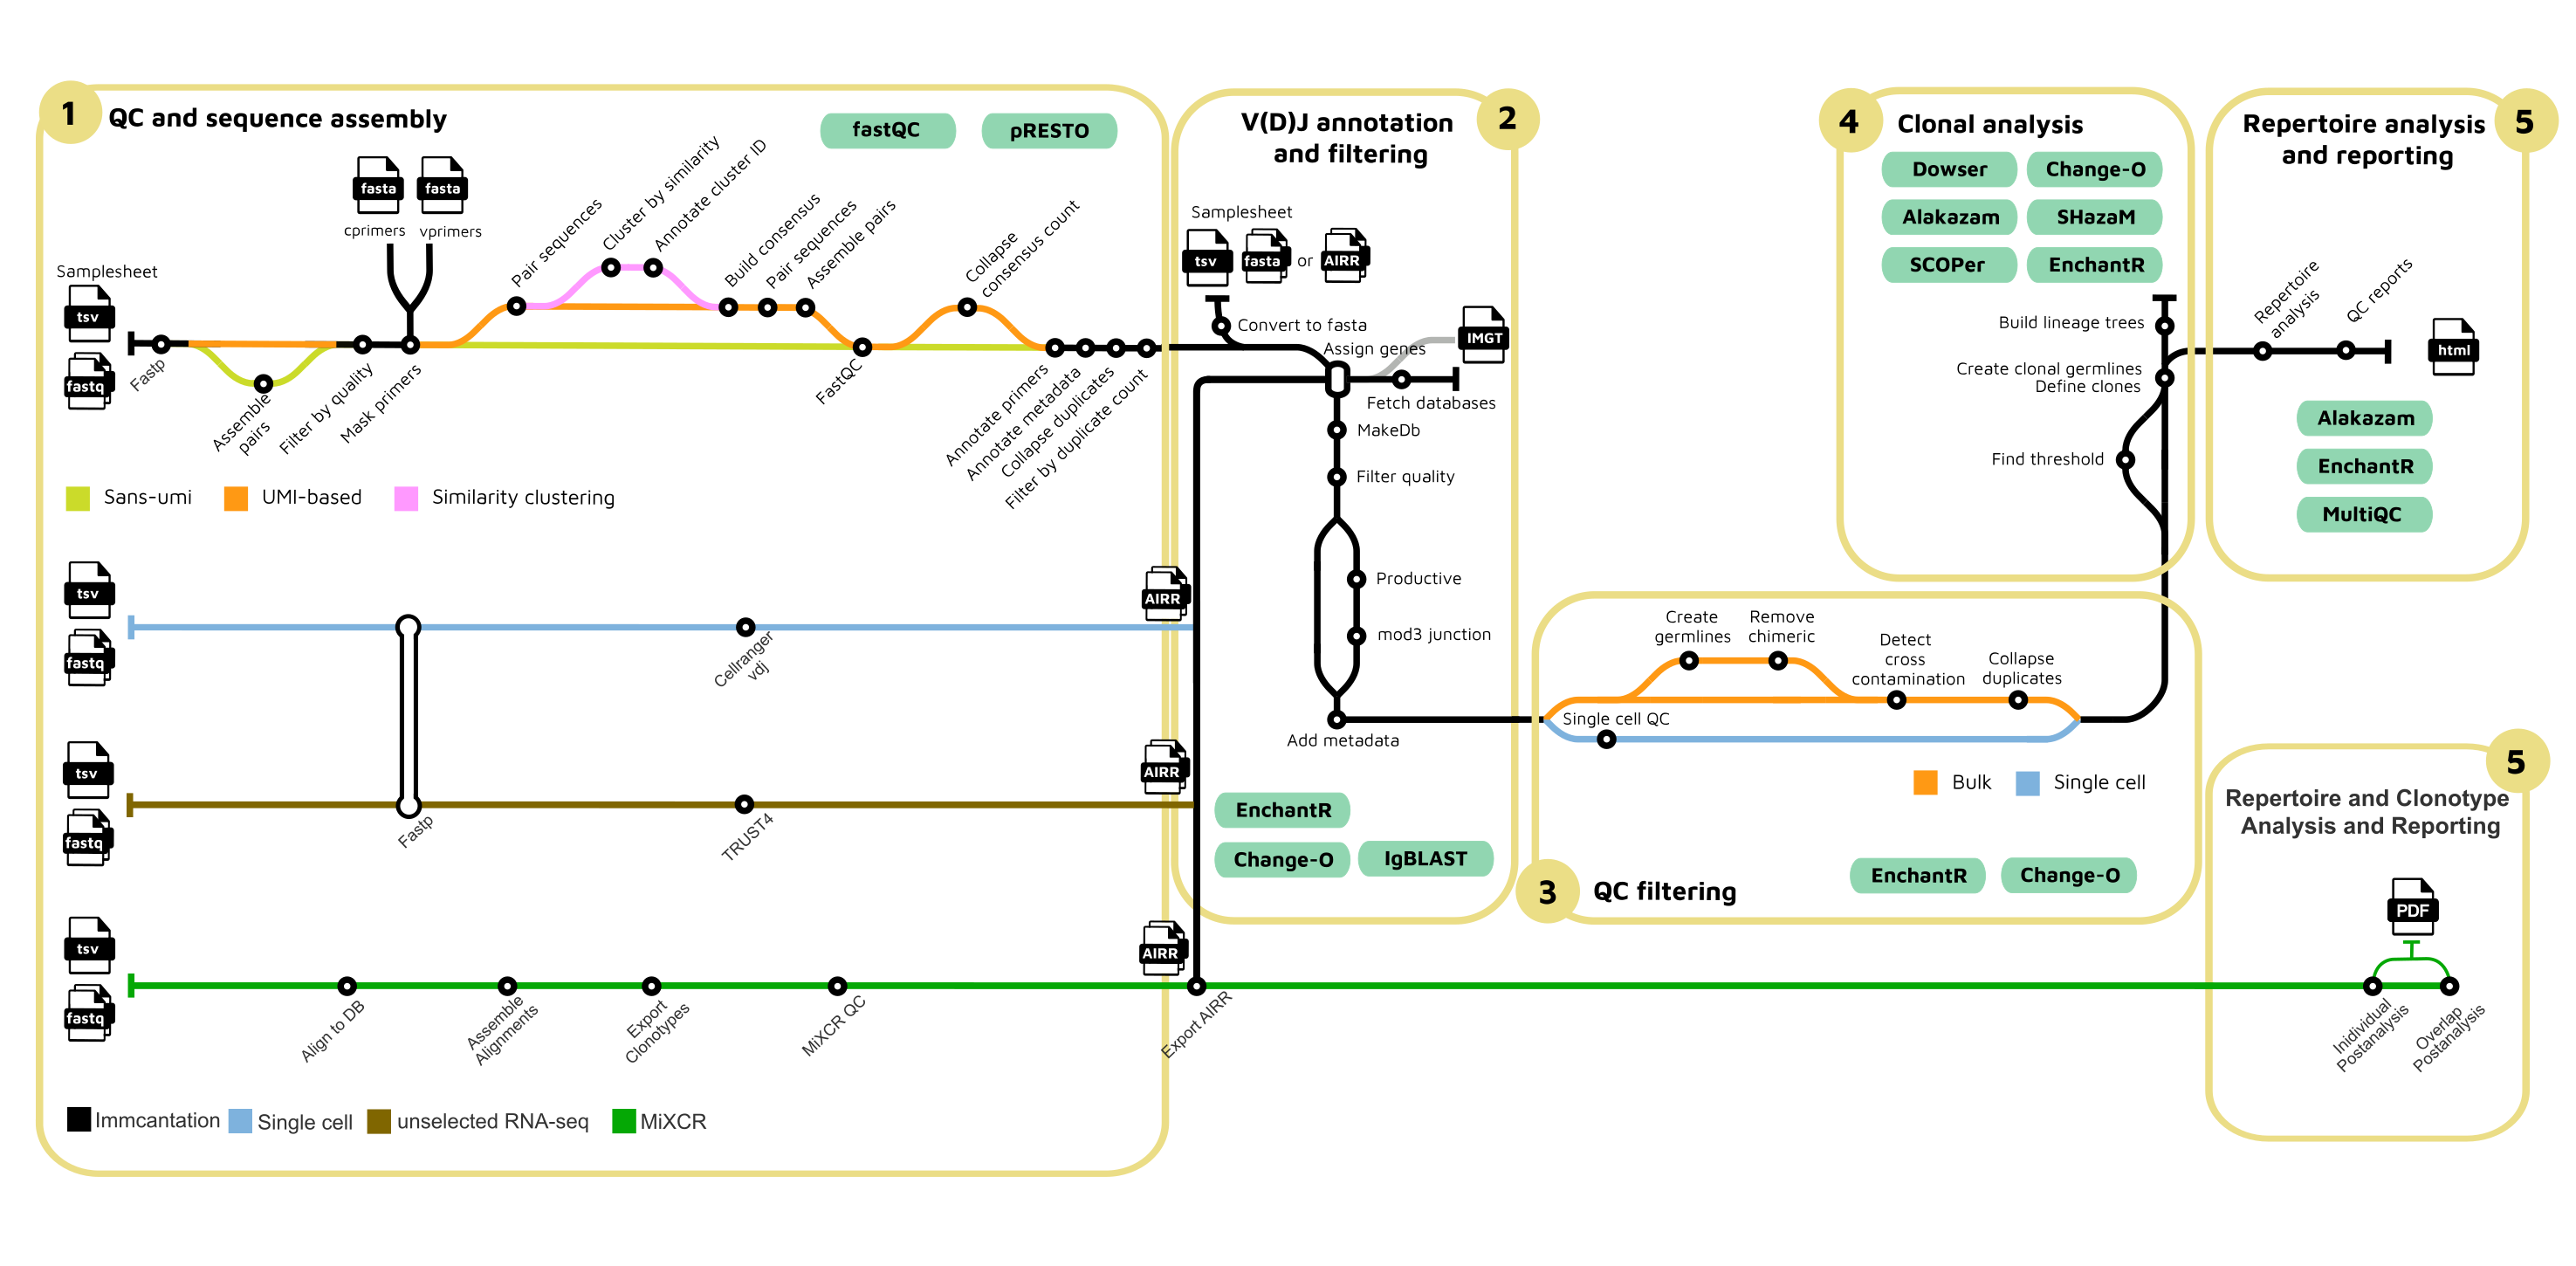 1
QC and sequence assembly
fastQC
pRESTO
fasta
fasta
cprimers
vprimers
Samplesheet
tsv
fastq
Fastp
Assemble
pairs
Filter by quality
Mask primers
Pair sequences
Cluster by similarity
Annotate cluster ID
Build consensus
Pair sequences
Assemble pairs
FastQC
Collapse
consensus count
Annotate primers
Annotate metadata
Collapse duplicates
Filter by duplicate count
Sans-umi
UMI-based
Similarity clustering
tsv
fastq
Cellranger
vdj
AIRR
tsv
fastq
Fastp
TRUST4
AIRR
tsv
fastq
Align to DB
Assemble
Alignments
Export
Clonotypes
MiXCR QC
AIRR
Export AIRR
Immcantation
Single cell
unselected RNA-seq
MiXCR
2
V(D)J annotation
and filtering
Samplesheet
tsv
fasta
or
AIRR
Convert to fasta
Assign genes
IMGT
Fetch databases
MakeDb
Filter quality
Productive
mod3 junction
Add metadata
EnchantR
Change-O
IgBLAST
3
QC filtering
Create
germlines
Remove
chimeric
Detect
cross
contamination
Collapse
duplicates
Single cell QC
Bulk
Single cell
EnchantR
Change-O
4
Clonal analysis
Dowser
Change-O
Alakazam
SHazaM
SCOPer
EnchantR
Build lineage trees
Create clonal germlines
Define clones
Find threshold
5
Repertoire analysis
and reporting
Repertoire
analysis
QC reports
html
Alakazam
EnchantR
MultiQC
5
Repertoire and Clonotype
Analysis and Reporting
PDF
Inidividual
Postanalysis
Overlap
Postanalysis